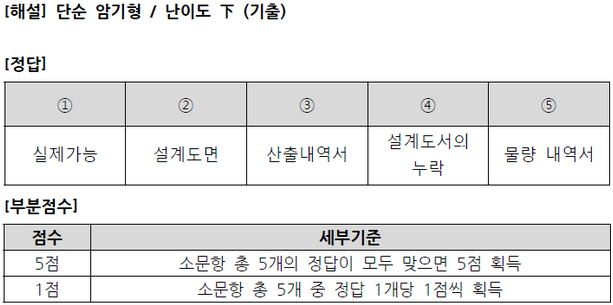 [해설] 단순 암기형 / 난이도 下 (기출)
[정답]
① ② ③ ④ ⑤
실제가능 설계도면 산출내역서 설계도서의 누락 물량 내역서
[부분점수]
점수 세부기준
5점 소문항 총 5개의 정답이 모두 맞으면 5점 획득
1점 소문항 총 5개 중 정답 1개당 1점씩 획득